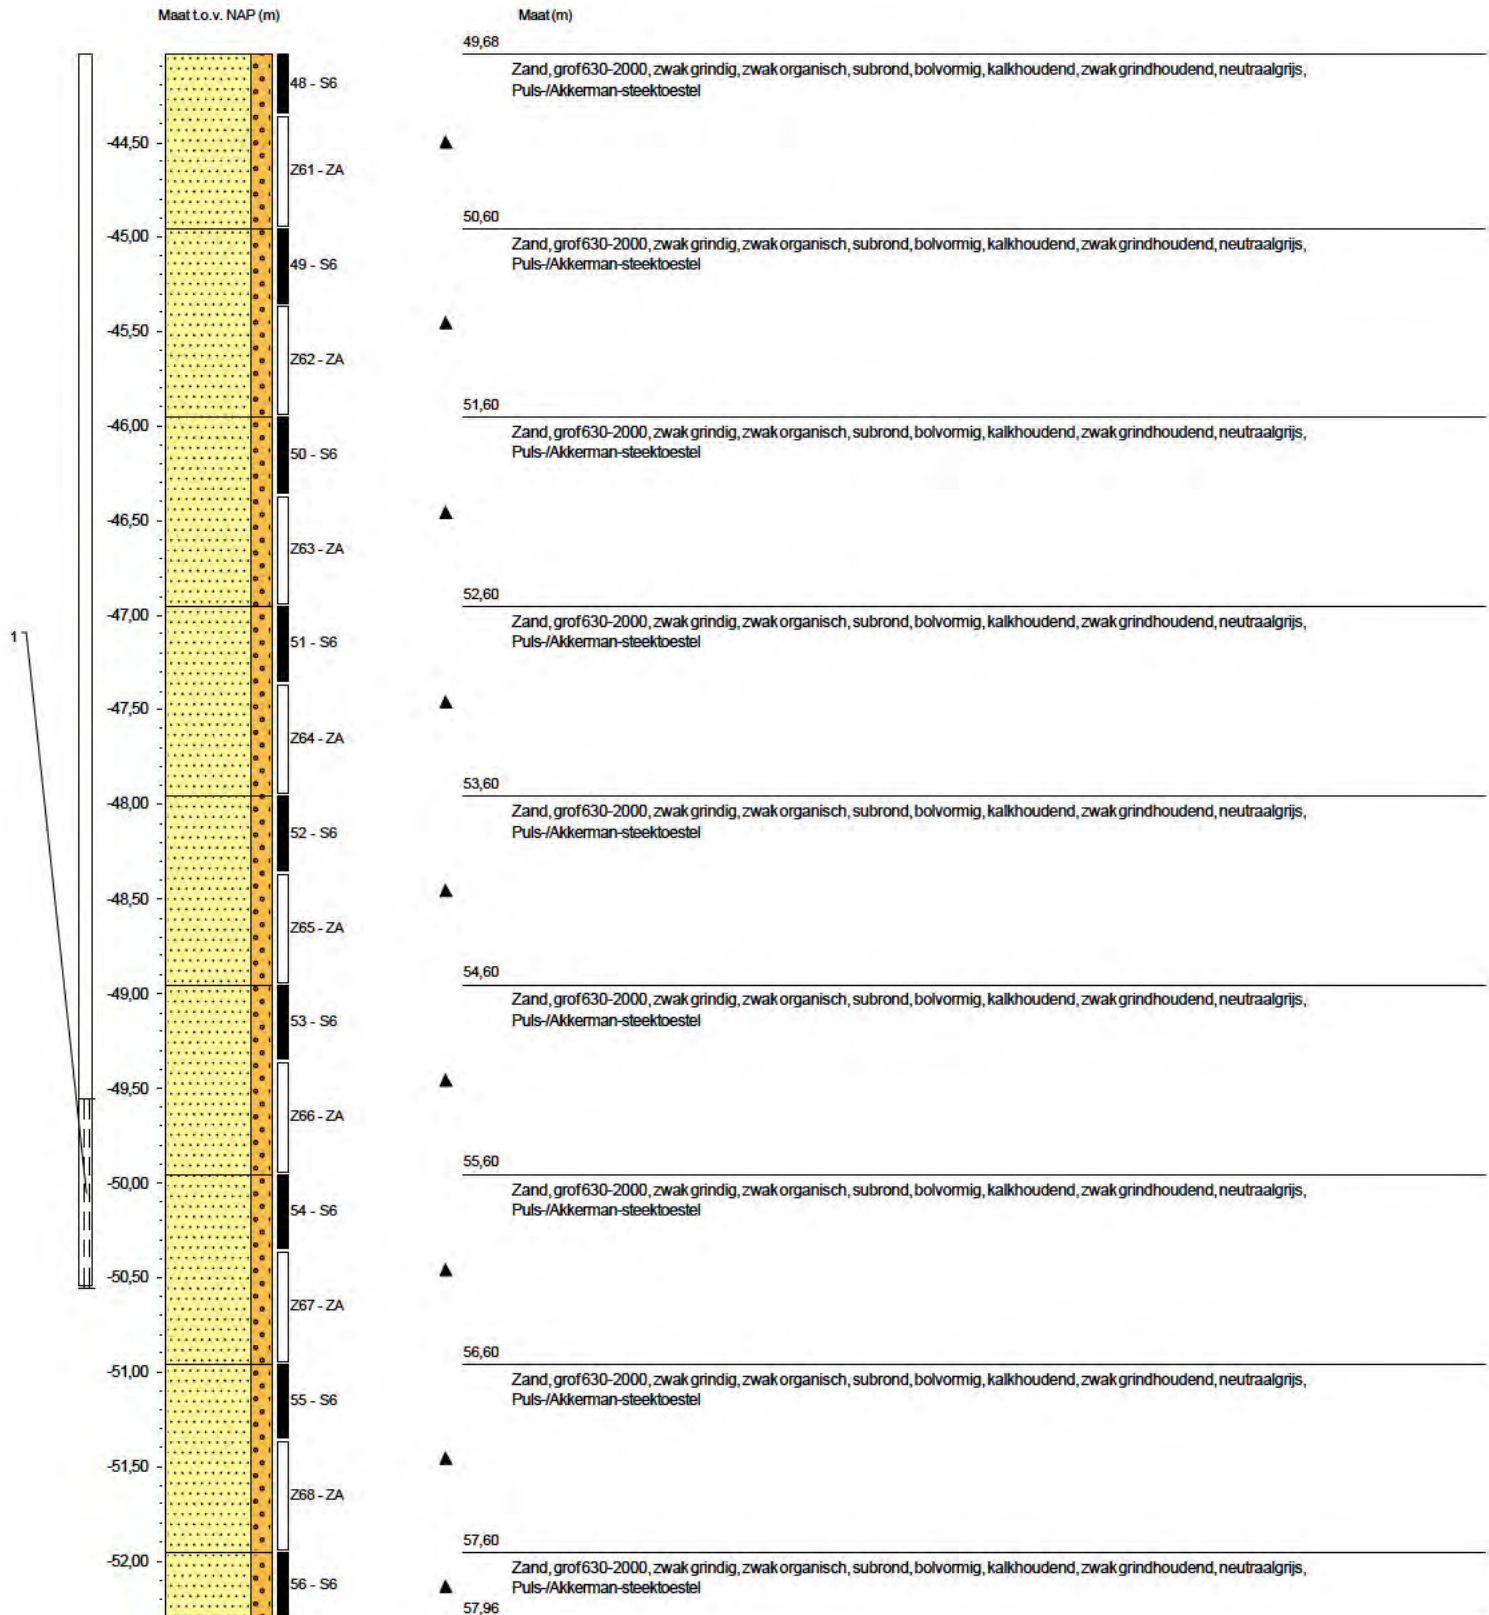 Maat t.o.v. NAP (m) Maat (m)
49,68
Zand, grof 630-2000, zwak grindig, zwak organisch, subrond, bolvormig, kalkhoudend, zwak grindhoudend, neutraalgrijs,
48 - S6
Puls-/Akkerman-steektoestel
-44,50
Z61 - ZA
50,60
-45,00
Zand, grof 630-2000, zwak grindig, zwak organisch, subrond, bolvormig, kalkhoudend, zwak grindhoudend, neutraalgrijs,
49 - S6
Puls-/Akkerman-steektoestel
-45,50
Z62 - ZA
51,60
-46,00
Zand, grof 630-2000, zwak grindig, zwak organisch, subrond, bolvormig, kalkhoudend, zwak grindhoudend, neutraalgrijs,
50 - S6
Puls-/Akkerman-steektoestel
-46,50
Z63 - ZA
52,60
-47,00
Zand, grof 630-2000, zwak grindig, zwak organisch, subrond, bolvormig, kalkhoudend, zwak grindhoudend, neutraalgrijs,
1
51 - S6
Puls-/Akkerman-steektoestel
-47,50
Z64 - ZA
53,60
-48,00
Zand, grof 630-2000, zwak grindig, zwak organisch, subrond, bolvormig, kalkhoudend, zwak grindhoudend, neutraalgrijs,
52 - S6
Puls-/Akkerman-steektoestel
-48,50
Z65 - ZA
54,60
-49,00
Zand, grof 630-2000, zwak grindig, zwak organisch, subrond, bolvormig, kalkhoudend, zwak grindhoudend, neutraalgrijs,
53 - S6
Puls-/Akkerman-steektoestel
-49,50
Z66 - ZA
55,60
-50,00
Zand, grof 630-2000, zwak grindig, zwak organisch, subrond, bolvormig, kalkhoudend, zwak grindhoudend, neutraalgrijs,
54 - S6
Puls-/Akkerman-steektoestel
-50,50
Z67 - ZA
56,60
-51,00
Zand, grof 630-2000, zwak grindig, zwak organisch, subrond, bolvormig, kalkhoudend, zwak grindhoudend, neutraalgrijs,
55 - S6
Puls-/Akkerman-steektoestel
-51,50
Z68 - ZA
57,60
-52,00
Zand, grof 630-2000, zwak grindig, zwak organisch, subrond, bolvormig, kalkhoudend, zwak grindhoudend, neutraalgrijs,
56 - S6
Puls-/Akkerman-steektoestel
57,96